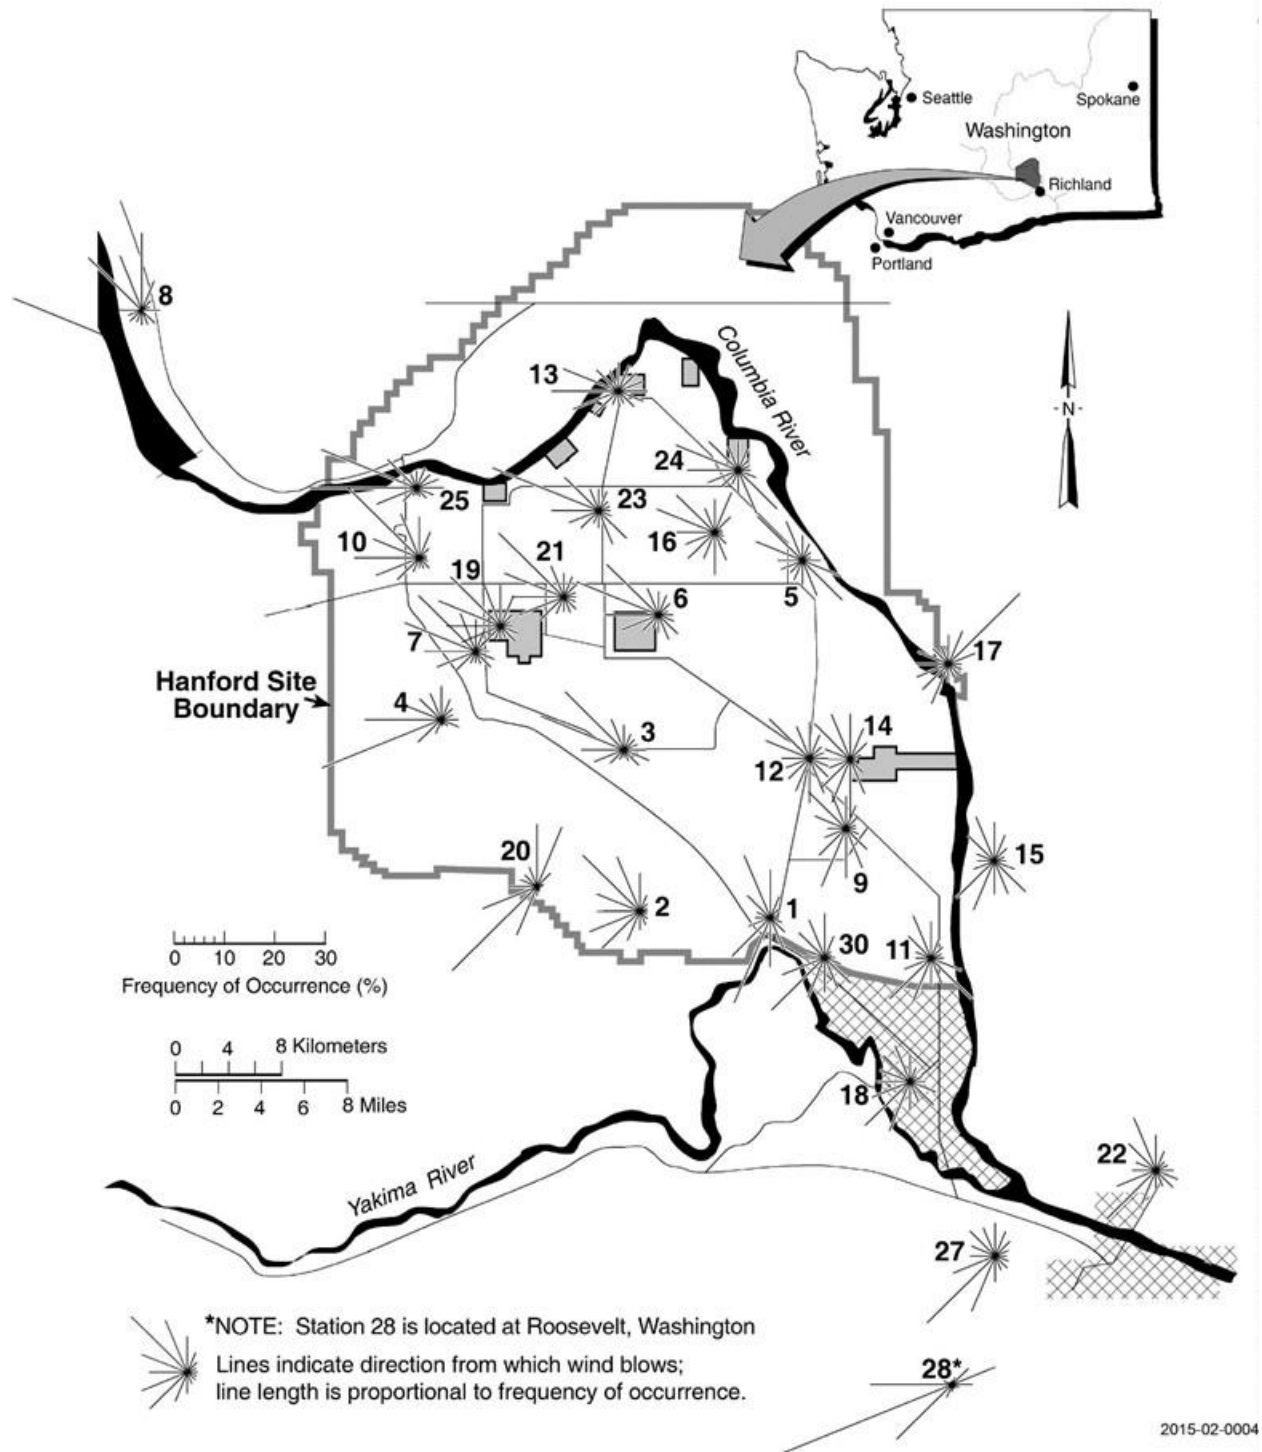 Seattle
Spokane
Washington
Richland
Vancouver
Portland
8
Columbia River
13
-N-
24
25
23
10
16
21
19
6
5
7
17
Hanford Site
Boundary
4
3
14
12
20
15
9
2
1
30
11
0 10 20 30
Frequency of Occurrence (%)
0 4 8 Kilometers
0 2 4 6 8 Miles
18
22
Yakima River
27
*NOTE: Station 28 is located at Roosevelt, Washington
Lines indicate direction from which wind blows;
line length is proportional to frequency of occurrence.
28*
2015-02-0004